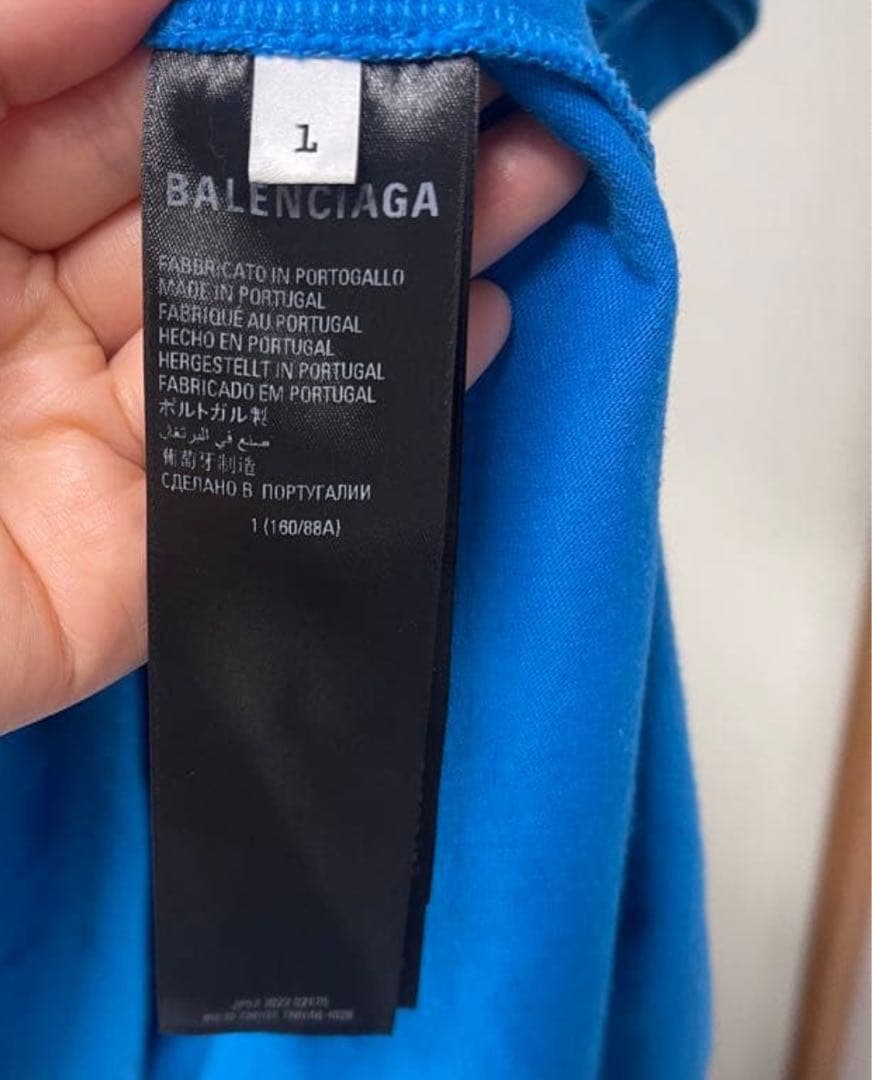 1
BALENCIAGA
FABBRICATO IN PORTOGALLO
MADE IN PORTUGAL
FABRIQUÉ AU PORTUGAL
HECHO EN PORTUGAL
HERGESTELLT IN PORTUGAL
FABRICADO EM PORTUGAL
ポルトガル製
صنع في البرتغال
葡萄牙制造
СДЕЛАНО В ПОРТУГАЛИИ
1 (160/88A)